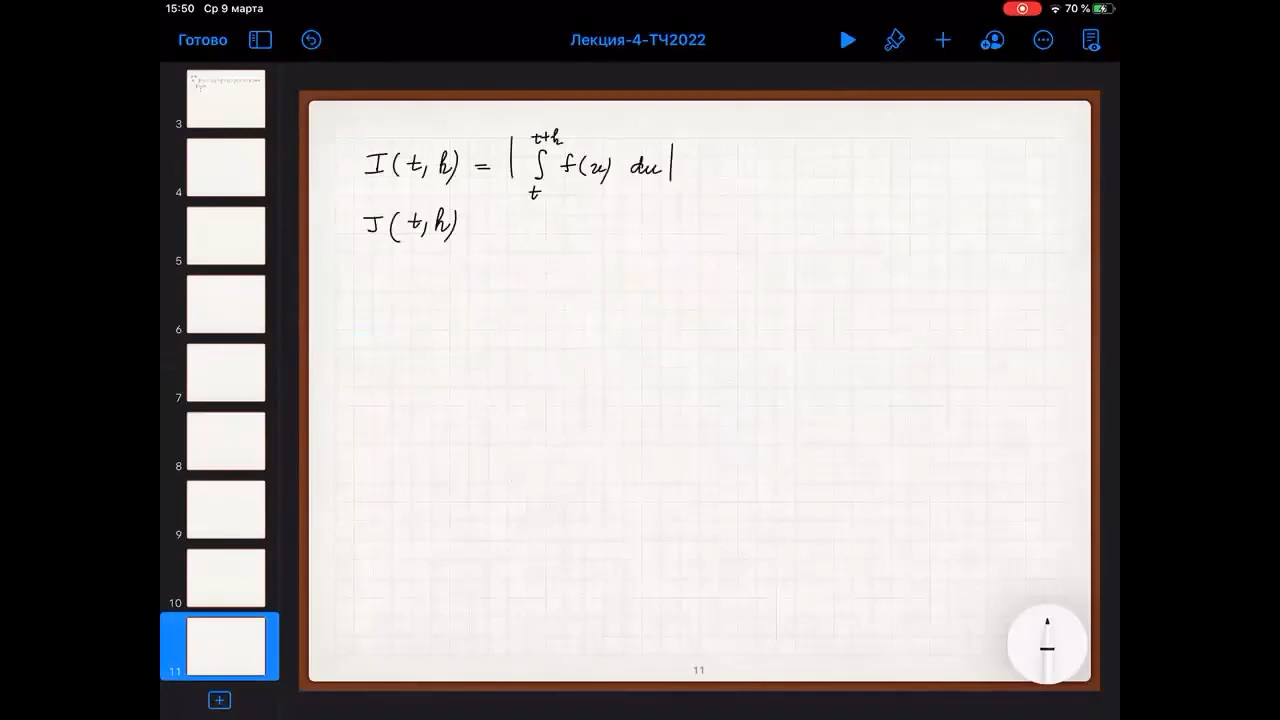 15:50 Ср 9 марта
70 %
Готово
Лекция-4-ТЧ2022
3
4
5
6
7
8
9
10
11
I(t, h) = | ∫ₜᵗ⁺ʰ f(u) du |
J(t, h)
11